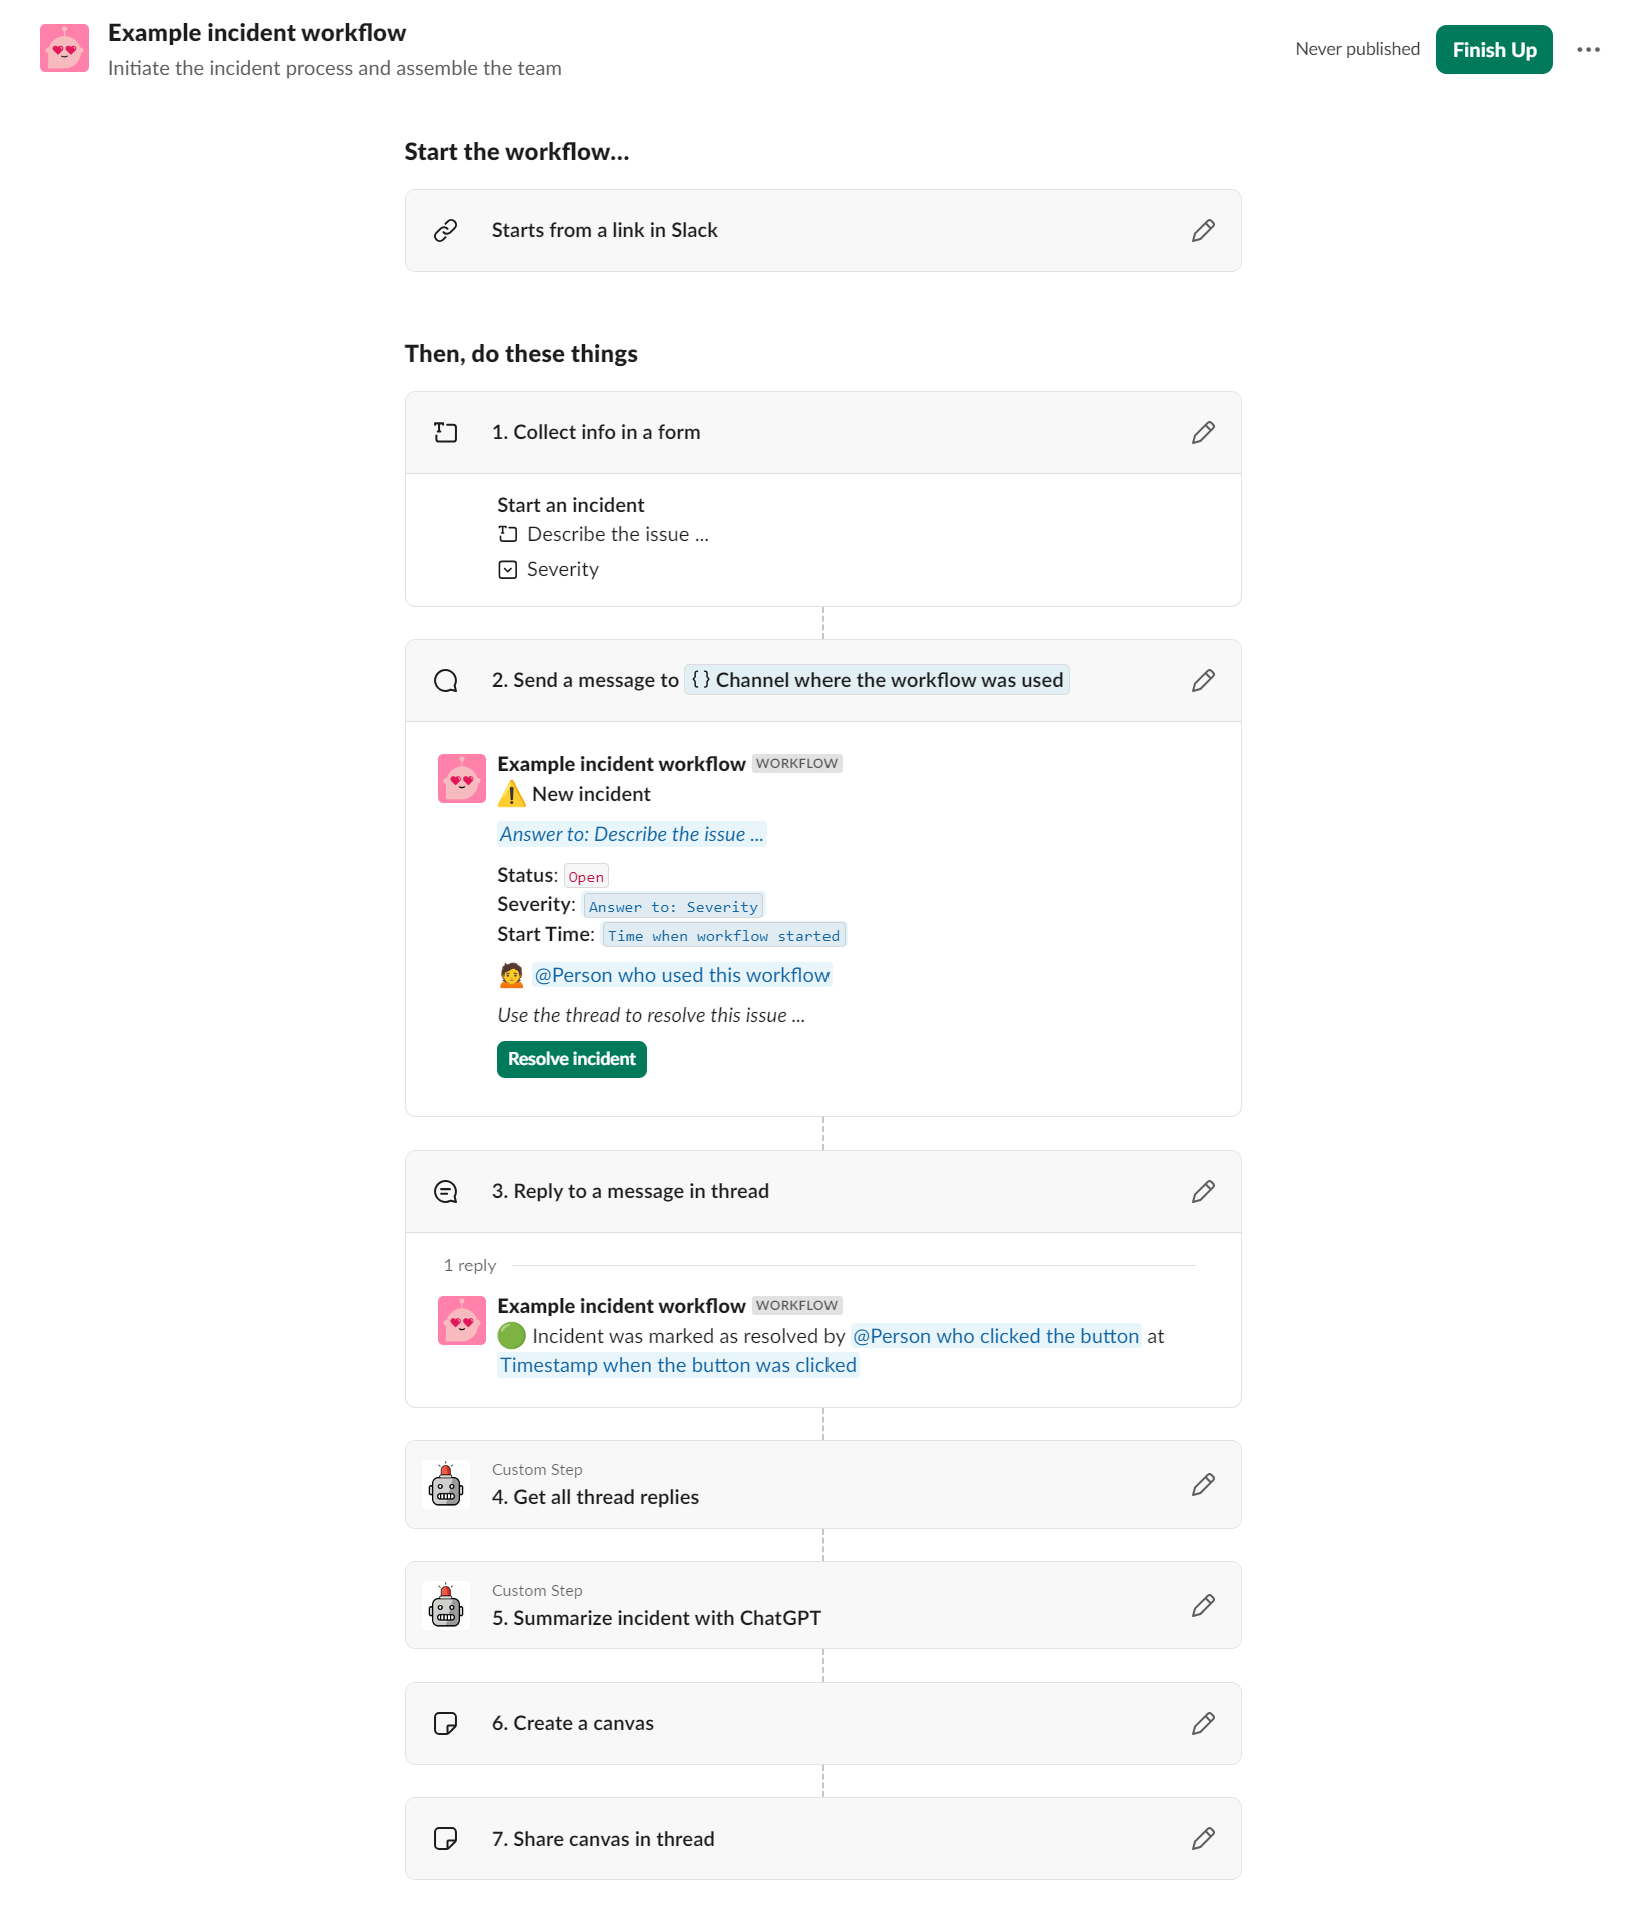 Example incident workflow
Initiate the incident process and assemble the team
Never published
Finish Up
Start the workflow...
Starts from a link in Slack
Then, do these things
1. Collect info in a form
Start an incident
Describe the issue ...
Severity
2. Send a message to {} Channel where the workflow was used
Example incident workflow WORKFLOW
New incident
Answer to: Describe the issue ...
Status: Open
Severity: Answer to: Severity
Start Time: Time when workflow started
@Person who used this workflow
Use the thread to resolve this issue ...
Resolve incident
3. Reply to a message in thread
1 reply
Example incident workflow WORKFLOW
Incident was marked as resolved by @Person who clicked the button at
Timestamp when the button was clicked
Custom Step
4. Get all thread replies
Custom Step
5. Summarize incident with ChatGPT
6. Create a canvas
7. Share canvas in thread